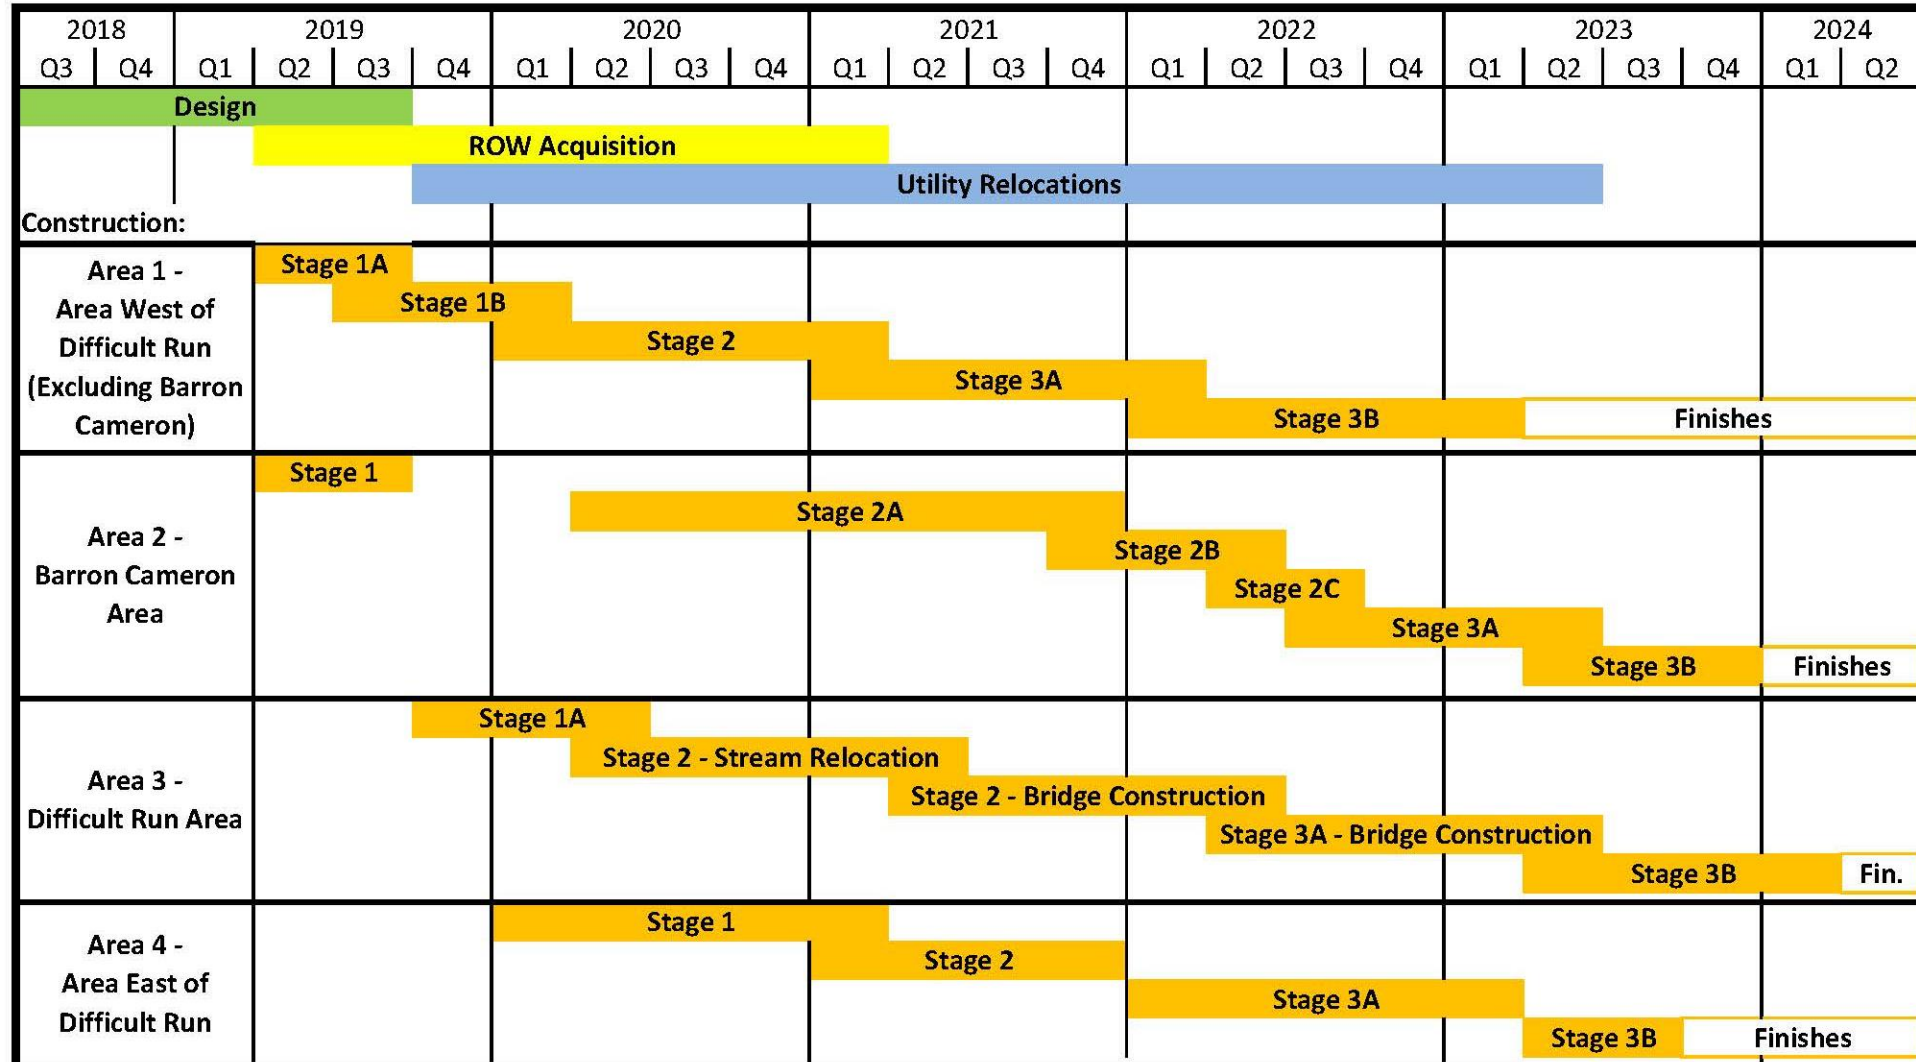 2018 2019 2020 2021 2022 2023 2024
Q3 Q4 Q1 Q2 Q3 Q4 Q1 Q2 Q3 Q4 Q1 Q2 Q3 Q4 Q1 Q2 Q3 Q4 Q1 Q2 Q3 Q4 Q1 Q2
Design
ROW Acquisition
Utility Relocations
Construction:
Area 1 -
Area West of
Difficult Run
(Excluding Barron
Cameron)
Stage 1A
Stage 1B
Stage 2
Stage 3A
Stage 3B Finishes
Area 2 -
Barron Cameron
Area
Stage 1
Stage 2A
Stage 2B
Stage 2C
Stage 3A
Stage 3B Finishes
Area 3 -
Difficult Run Area
Stage 1A
Stage 2 - Stream Relocation
Stage 2 - Bridge Construction
Stage 3A - Bridge Construction
Stage 3B Fin.
Area 4 -
Area East of
Difficult Run
Stage 1
Stage 2
Stage 3A
Stage 3B Finishes